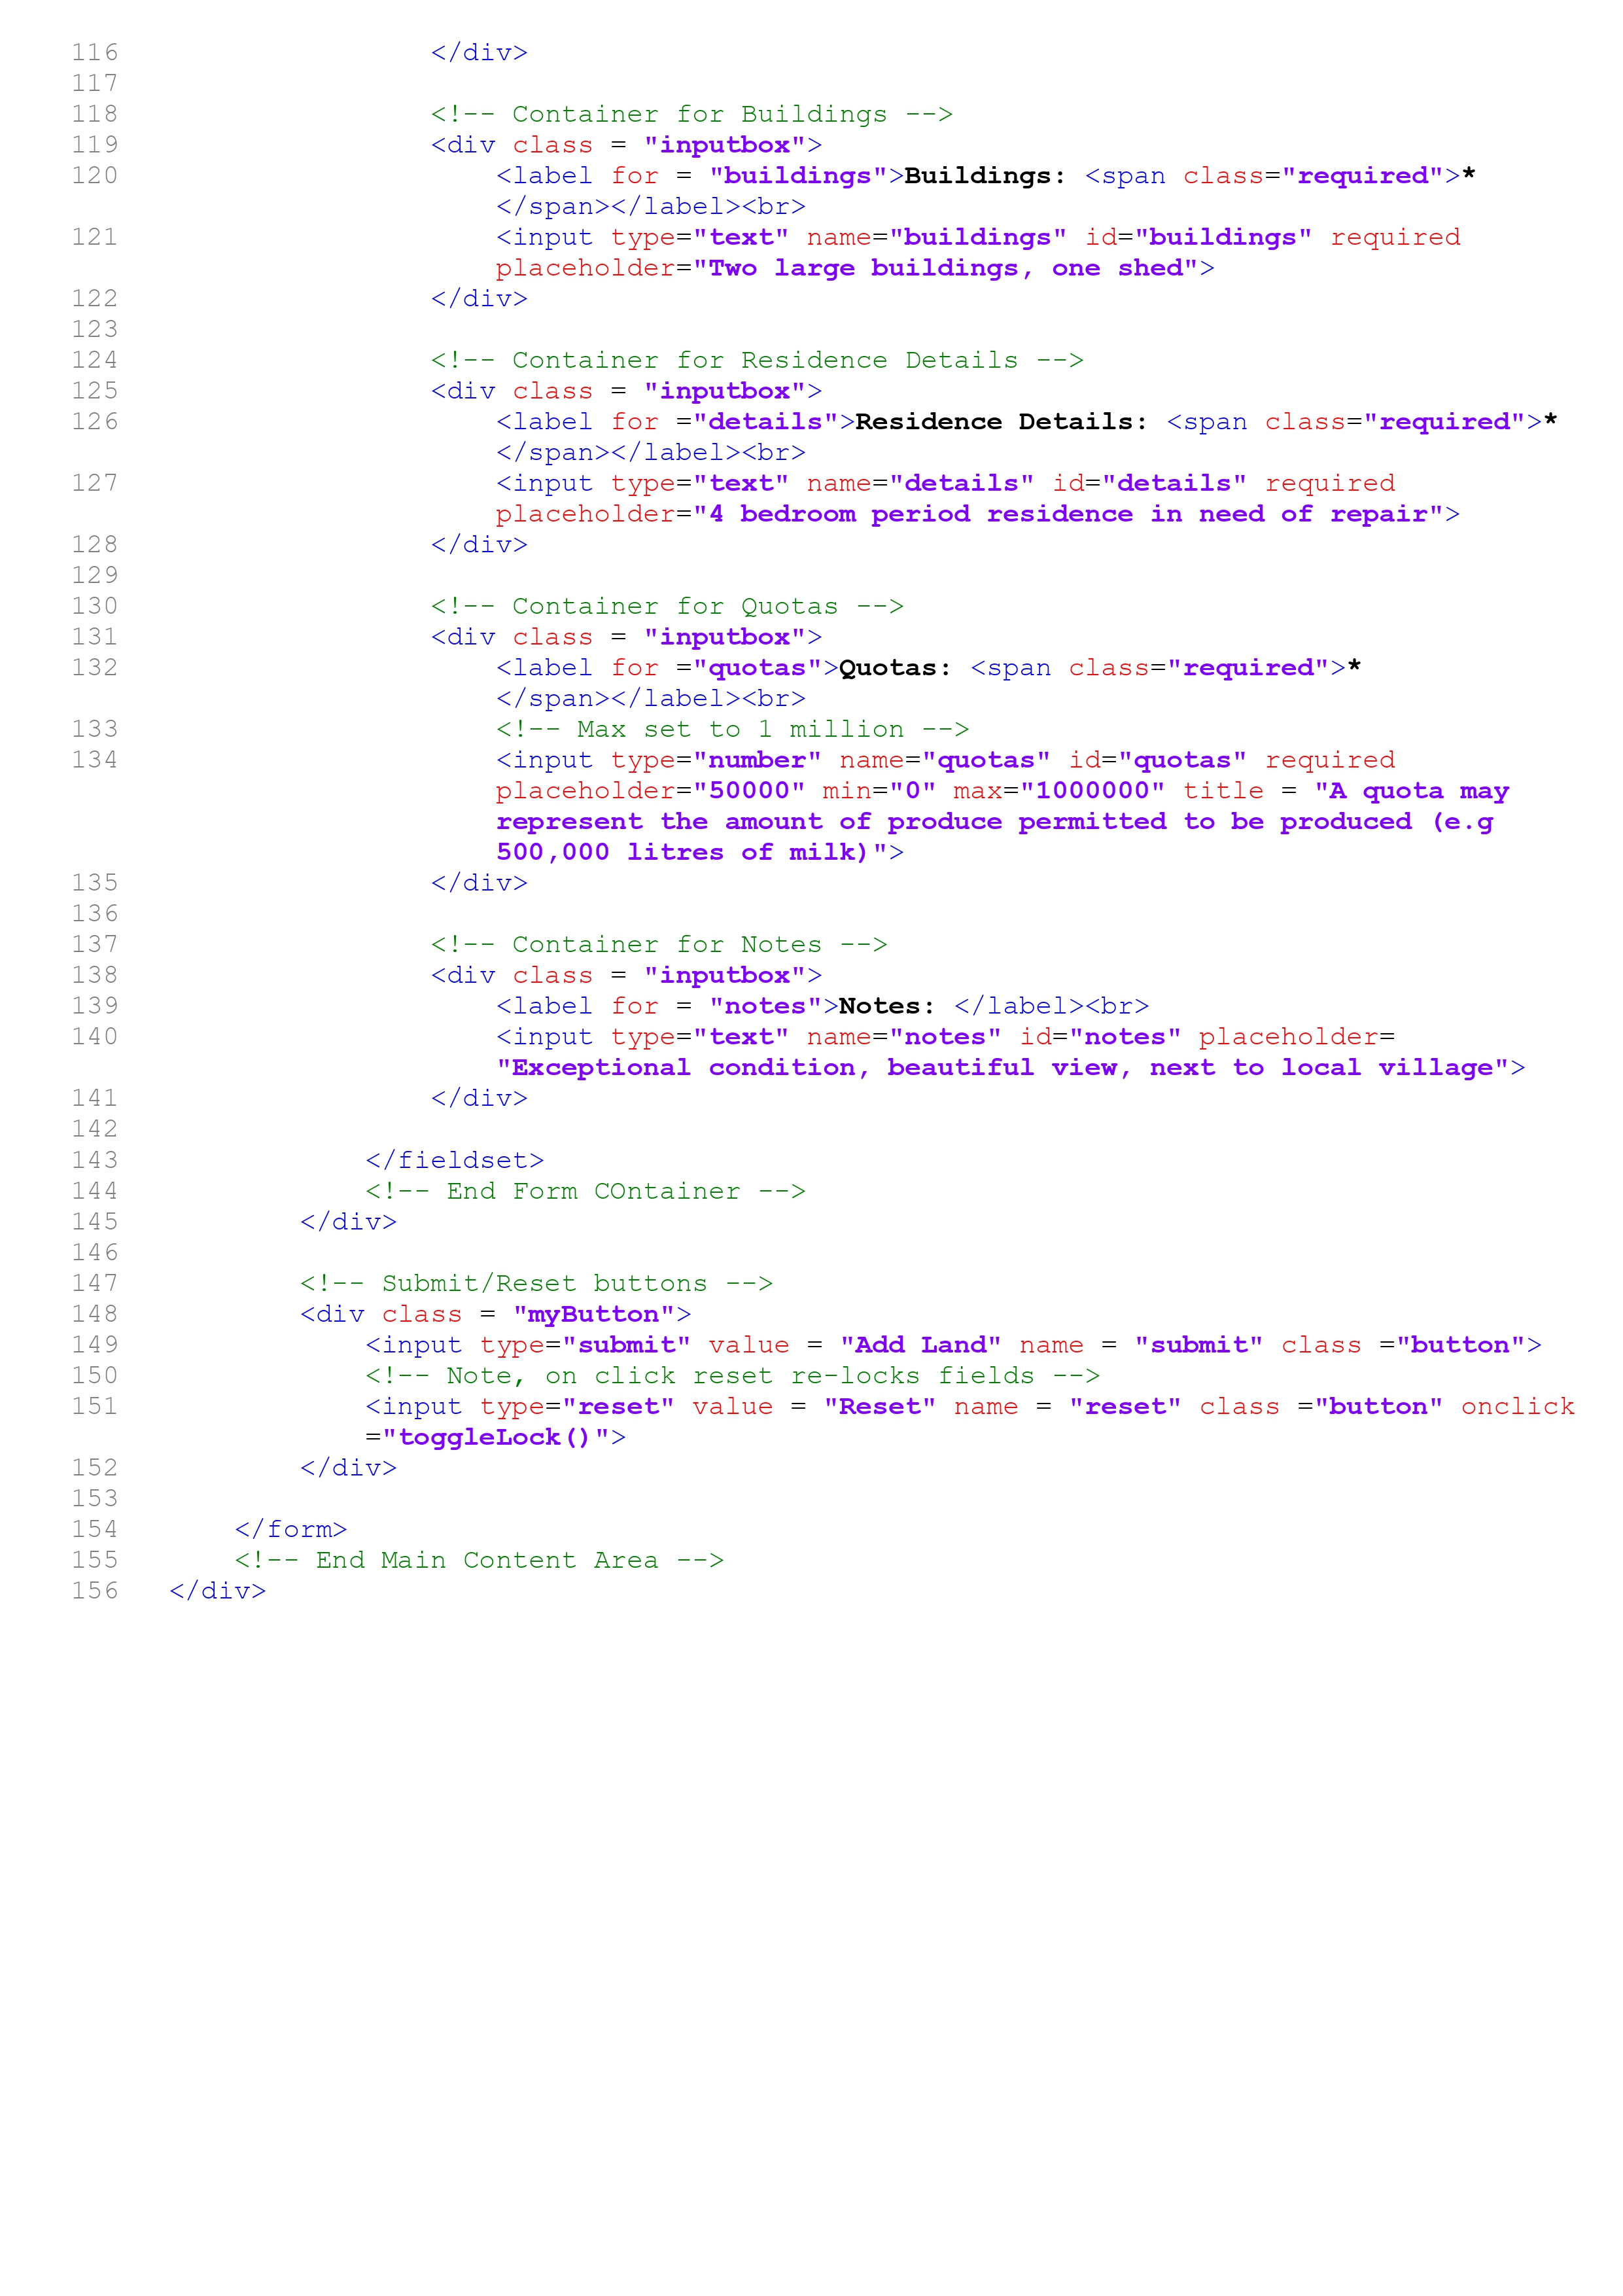 116 </div>
117
118 <!-- Container for Buildings -->
119 <div class = "inputbox">
120 <label for = "buildings">Buildings: <span class="required">*
</span></label><br>
121 <input type="text" name="buildings" id="buildings" required
placeholder="Two large buildings, one shed">
122 </div>
123
124 <!-- Container for Residence Details -->
125 <div class = "inputbox">
126 <label for ="details">Residence Details: <span class="required">*
</span></label><br>
127 <input type="text" name="details" id="details" required
placeholder="4 bedroom period residence in need of repair">
128 </div>
129
130 <!-- Container for Quotas -->
131 <div class = "inputbox">
132 <label for ="quotas">Quotas: <span class="required">*
</span></label><br>
133 <!-- Max set to 1 million -->
134 <input type="number" name="quotas" id="quotas" required
placeholder="50000" min="0" max="1000000" title = "A quota may
represent the amount of produce permitted to be produced (e.g
500,000 litres of milk)">
135 </div>
136
137 <!-- Container for Notes -->
138 <div class = "inputbox">
139 <label for = "notes">Notes: </label><br>
140 <input type="text" name="notes" id="notes" placeholder=
"Exceptional condition, beautiful view, next to local village">
141 </div>
142
143 </fieldset>
144 <!-- End Form COntainer -->
145 </div>
146
147 <!-- Submit/Reset buttons -->
148 <div class = "myButton">
149 <input type="submit" value = "Add Land" name = "submit" class ="button">
150 <!-- Note, on click reset re-locks fields -->
151 <input type="reset" value = "Reset" name = "reset" class ="button" onclick
="toggleLock()">
152 </div>
153
154 </form>
155 <!-- End Main Content Area -->
156 </div>